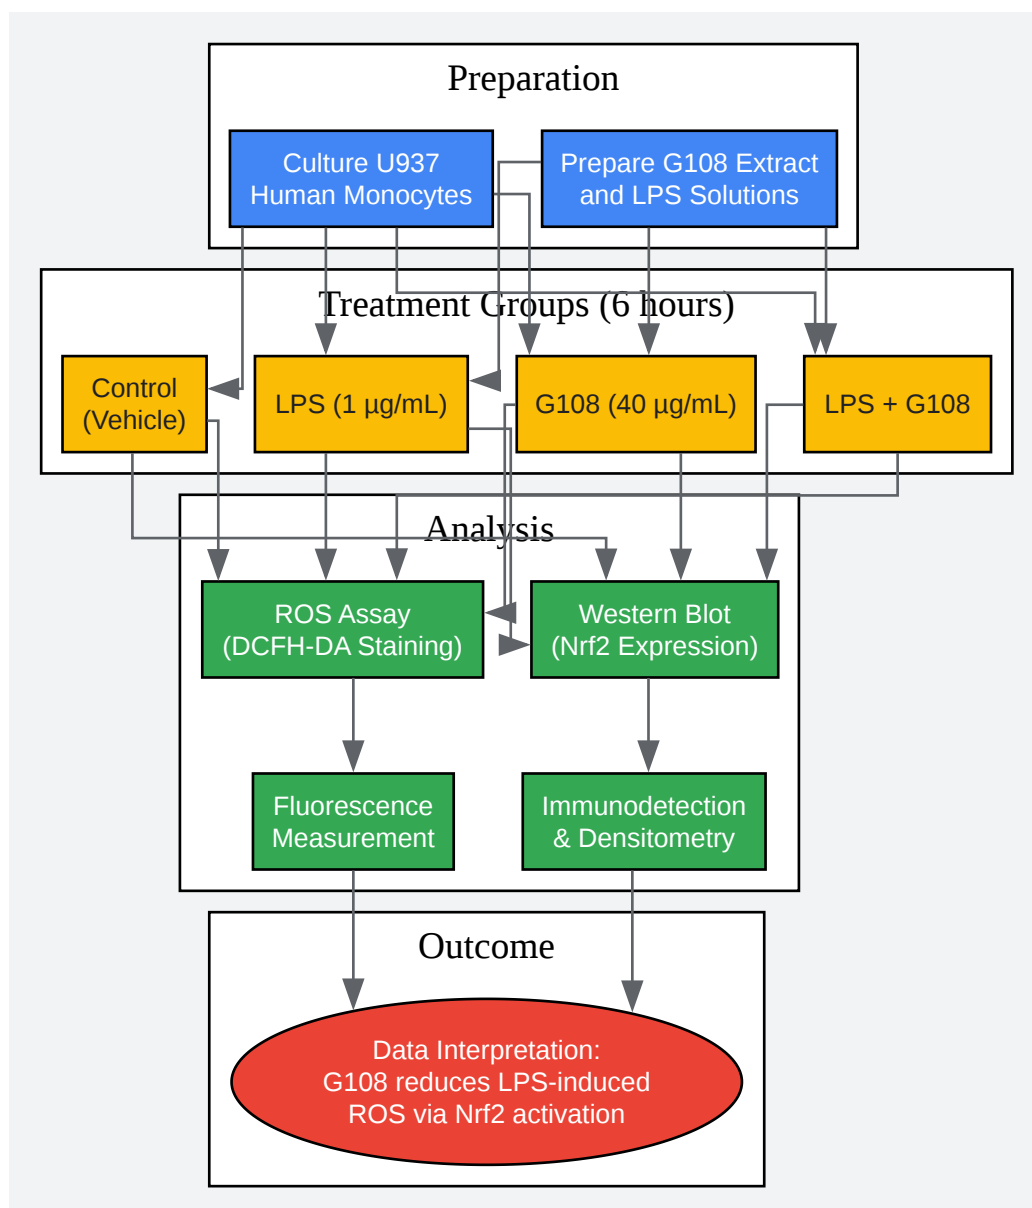 Preparation
Culture U937
Human Monocytes
Prepare G108 Extract
and LPS Solutions
Treatment Groups (6 hours)
Control
(Vehicle)
LPS (1 µg/mL)
G108 (40 µg/mL)
LPS + G108
Analysis
ROS Assay
(DCFH-DA Staining)
Western Blot
(Nrf2 Expression)
Fluorescence
Measurement
Immunodetection
& Densitometry
Outcome
Data Interpretation:
G108 reduces LPS-induced
ROS via Nrf2 activation